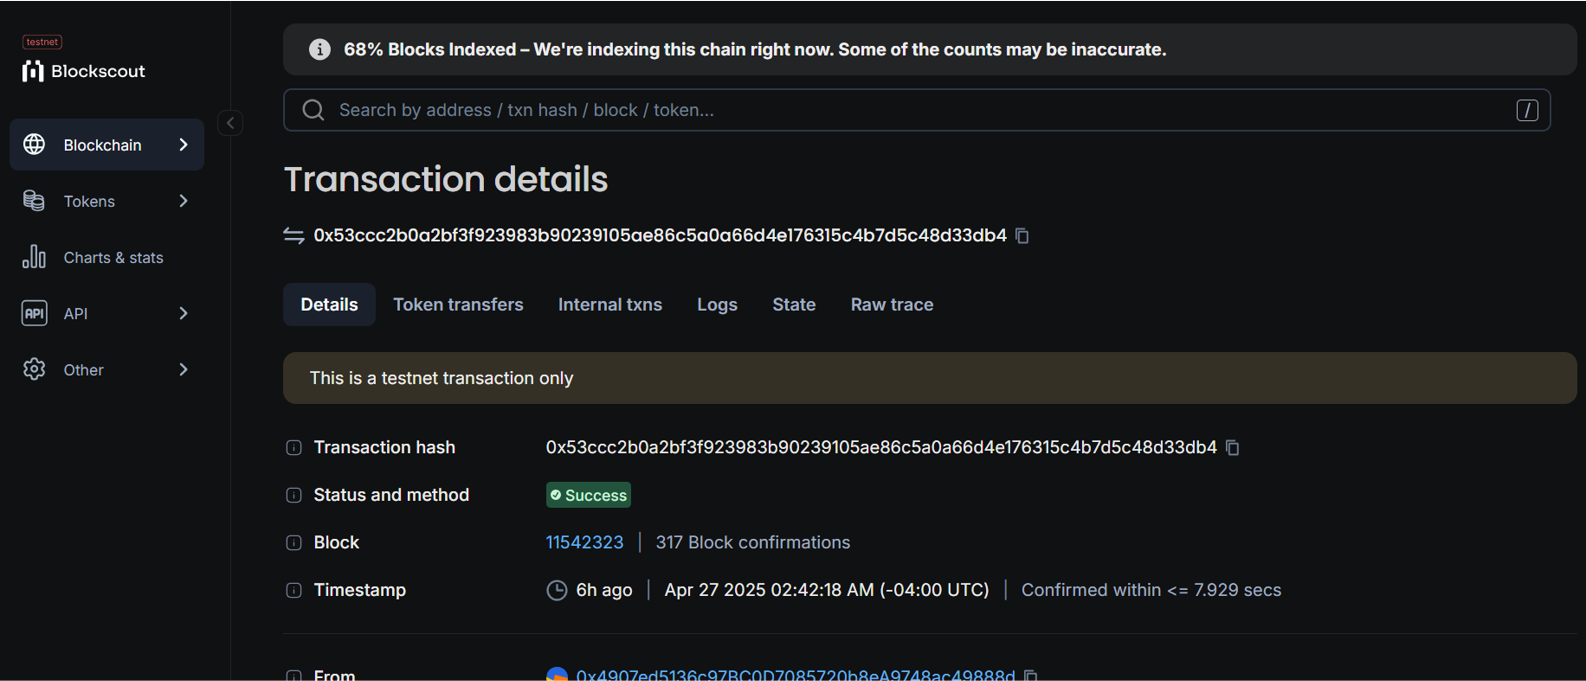 testnet
Blockscout
Blockchain
Tokens
Charts & stats
API API
Other
68% Blocks Indexed – We're indexing this chain right now. Some of the counts may be inaccurate.
Search by address / txn hash / block / token... /
Transaction details
0x53ccc2b0a2bf3f923983b90239105ae86c5a0a66d4e176315c4b7d5c48d33db4
Details Token transfers Internal txns Logs State Raw trace
This is a testnet transaction only
Transaction hash 0x53ccc2b0a2bf3f923983b90239105ae86c5a0a66d4e176315c4b7d5c48d33db4
Status and method Success
Block 11542323 | 317 Block confirmations
Timestamp 6h ago | Apr 27 2025 02:42:18 AM (-04:00 UTC) | Confirmed within <= 7.929 secs
From 0x4907ed5136c97BC0D7085720b8eA9748ac49888d